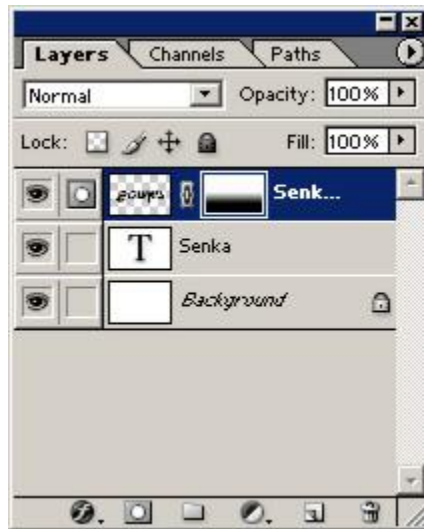 Layers Channels Paths
Normal Opacity: 100%
Lock: Fill: 100%
Senk...
T Senka
Background